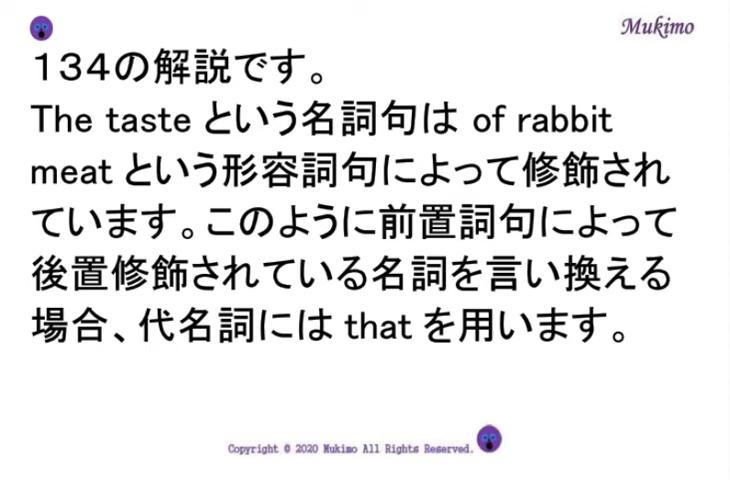 Mukimo
１３４の解説です。
The taste という名詞句は of rabbit
meat という形容詞句によって修飾され
ています。このように前置詞句によって
後置修飾されている名詞を言い換える
場合、代名詞には that を用います。
Copyright © 2020 Mukimo All Rights Reserved.